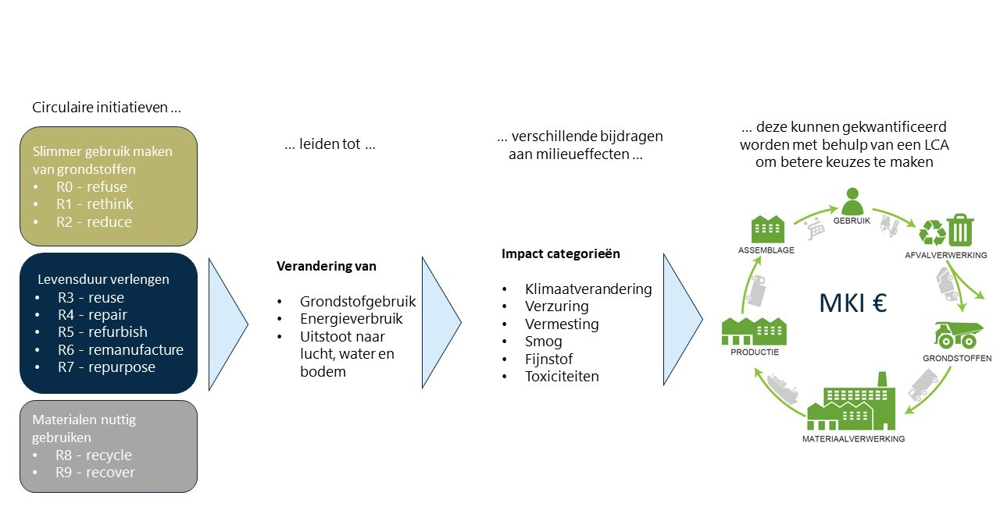 Circulaire initiatieven ...
Slimmer gebruik maken
van grondstoffen
• R0 - refuse
• R1 - rethink
• R2 - reduce
Levensduur verlengen
• R3 - reuse
• R4 - repair
• R5 - refurbish
• R6 - remanufacture
• R7 - repurpose
Materialen nuttig
gebruiken
• R8 - recycle
• R9 - recover
... leiden tot ...
Verandering van
• Grondstofgebruik
• Energieverbruik
• Uitstoot naar
lucht, water en
bodem
... verschillende bijdragen
aan milieueffecten ...
Impact categorieën
• Klimaatverandering
• Verzuring
• Vermesting
• Smog
• Fijnstof
• Toxiciteiten
... deze kunnen gekwantificeerd
worden met behulp van een LCA
om betere keuzes te maken
GEBRUIK
ASSEMBLAGE
AFVALVERWERKING
MKI €
PRODUCTIE
GRONDSTOFFEN
MATERIAALVERWERKING